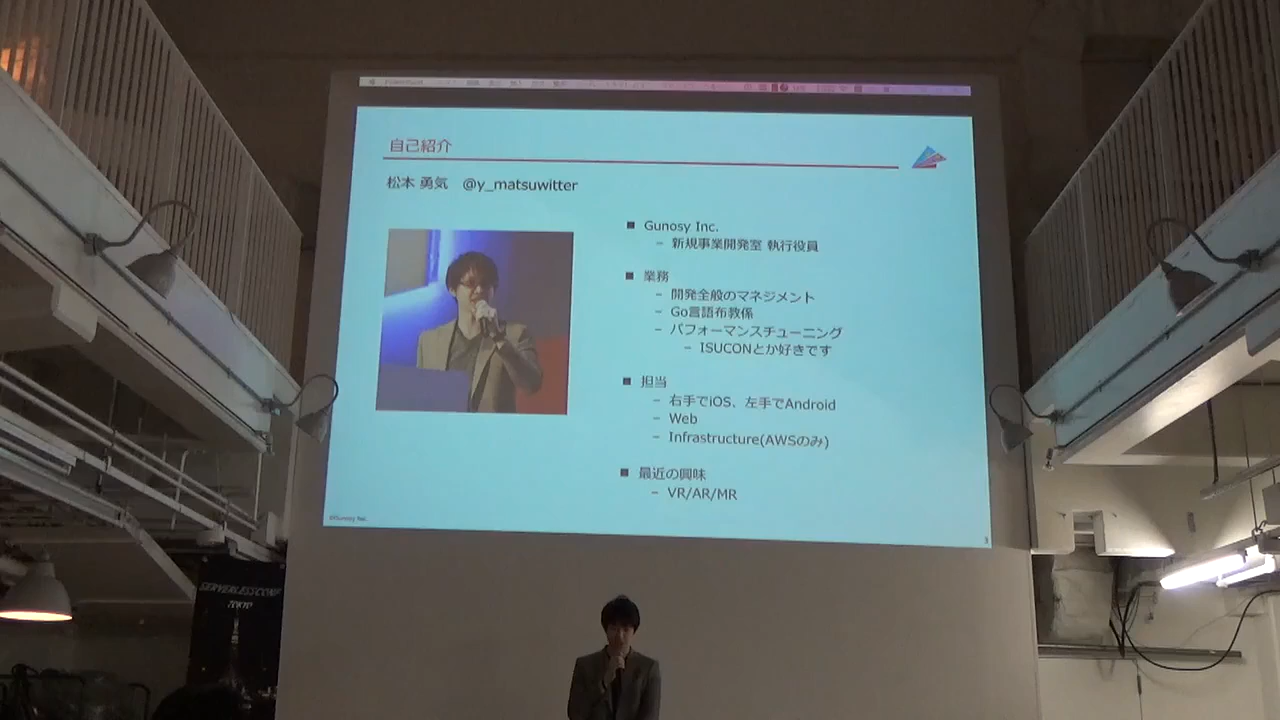 自己紹介
松本 勇気 @y_matsuwitter
■ Gunosy Inc.
– 新規事業開発室 執行役員
■ 業務
– 開発全般のマネジメント
– Go言語布教係
– パフォーマンスチューニング
– ISUCONとか好きです
■ 担当
– 右手でiOS、左手でAndroid
– Web
– Infrastructure(AWSのみ)
■ 最近の興味
– VR/AR/MR
©Gunosy Inc.
3
SERVERLESSCONF
TOKYO